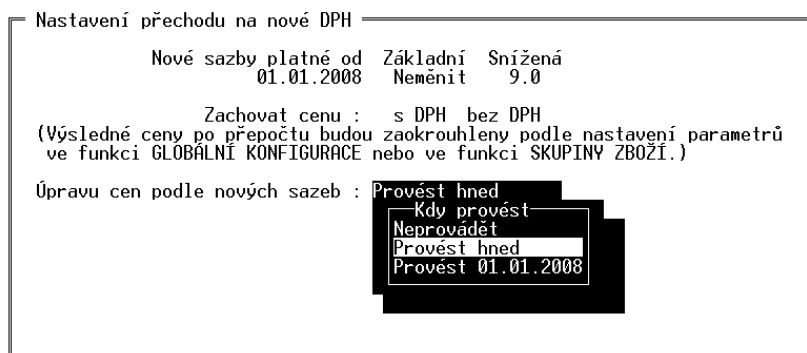 Nastavení přechodu na nové DPH
Nové sazby platné od Základní Snížená
01.01.2008 Neměnit 9.0
Zachovat cenu : s DPH bez DPH
(Výsledné ceny po přepočtu budou zaokrouhleny podle nastavení parametrů
ve funkci GLOBÁLNÍ KONFIGURACE nebo ve funkci SKUPINY ZBOŽÍ.)
Úpravu cen podle nových sazeb : Provést hned
Kdy provést
Neprovádět
Provést hned
Provést 01.01.2008